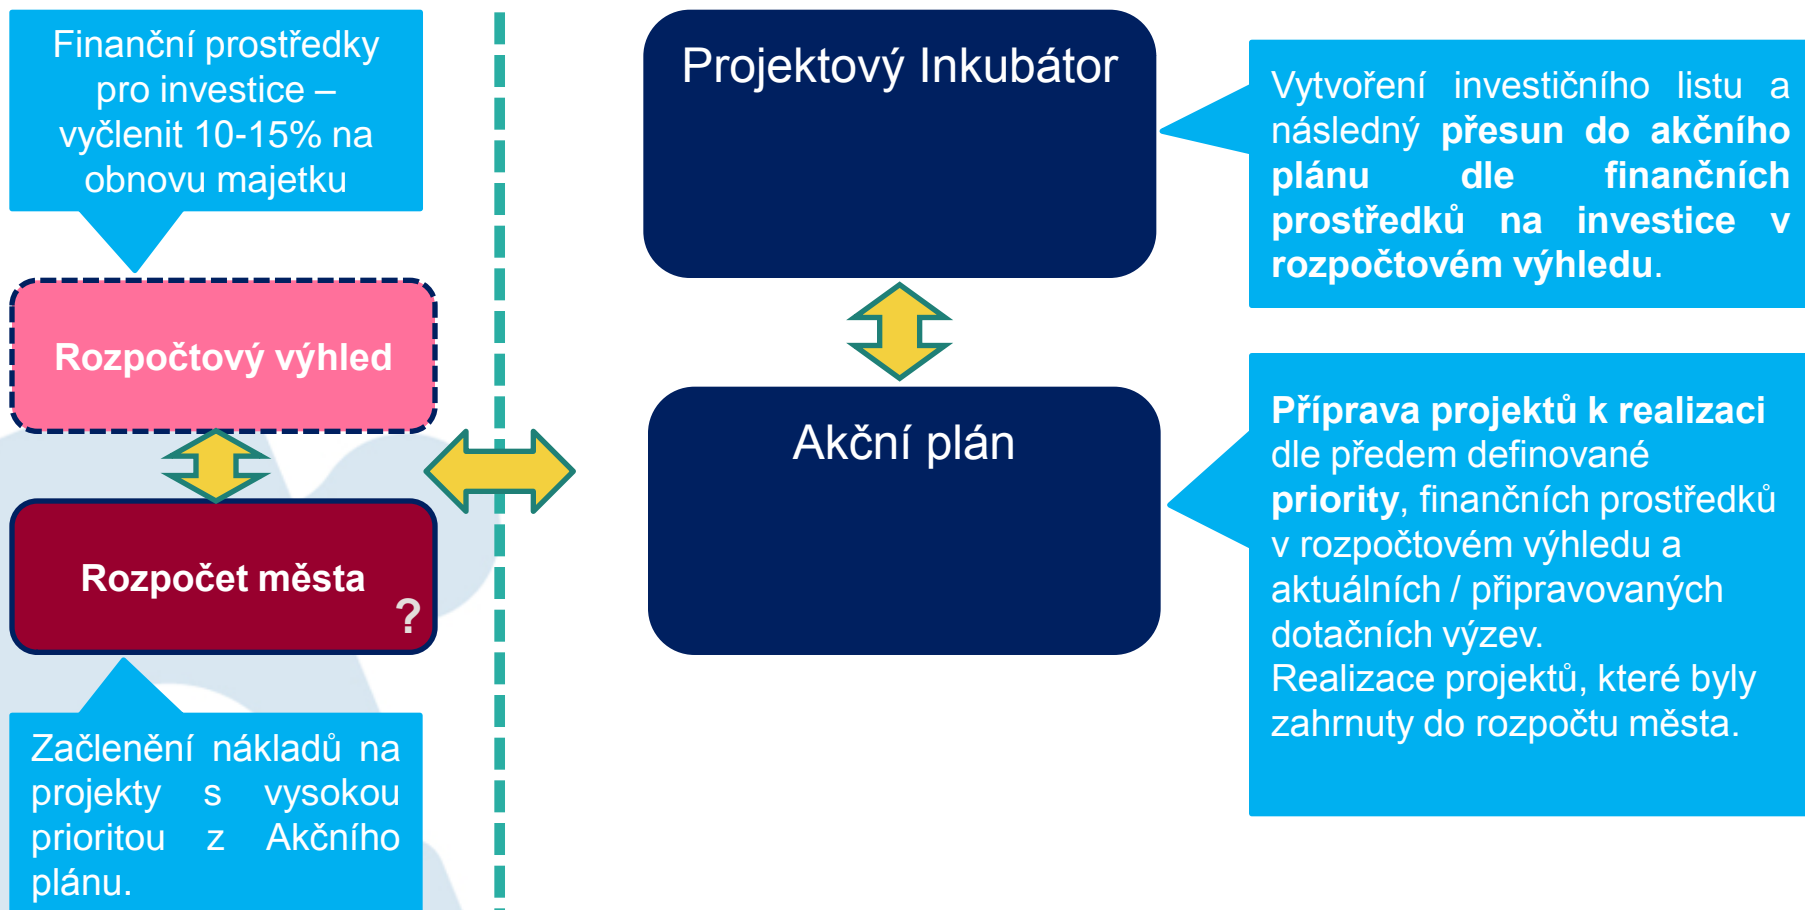 Finanční prostředky
pro investice –
vyčlenit 10-15% na
obnovu majetku
Rozpočtový výhled
Rozpočet města
?
Začlenění nákladů na
projekty s vysokou
prioritou z Akčního
plánu.
Projektový Inkubátor
Akční plán
Vytvoření investičního listu a
následný přesun do akčního
plánu dle finančních
prostředků na investice v
rozpočtovém výhledu.
Příprava projektů k realizaci
dle předem definované
priority, finančních prostředků
v rozpočtovém výhledu a
aktuálních / připravovaných
dotačních výzev.
Realizace projektů, které byly
zahrnuty do rozpočtu města.